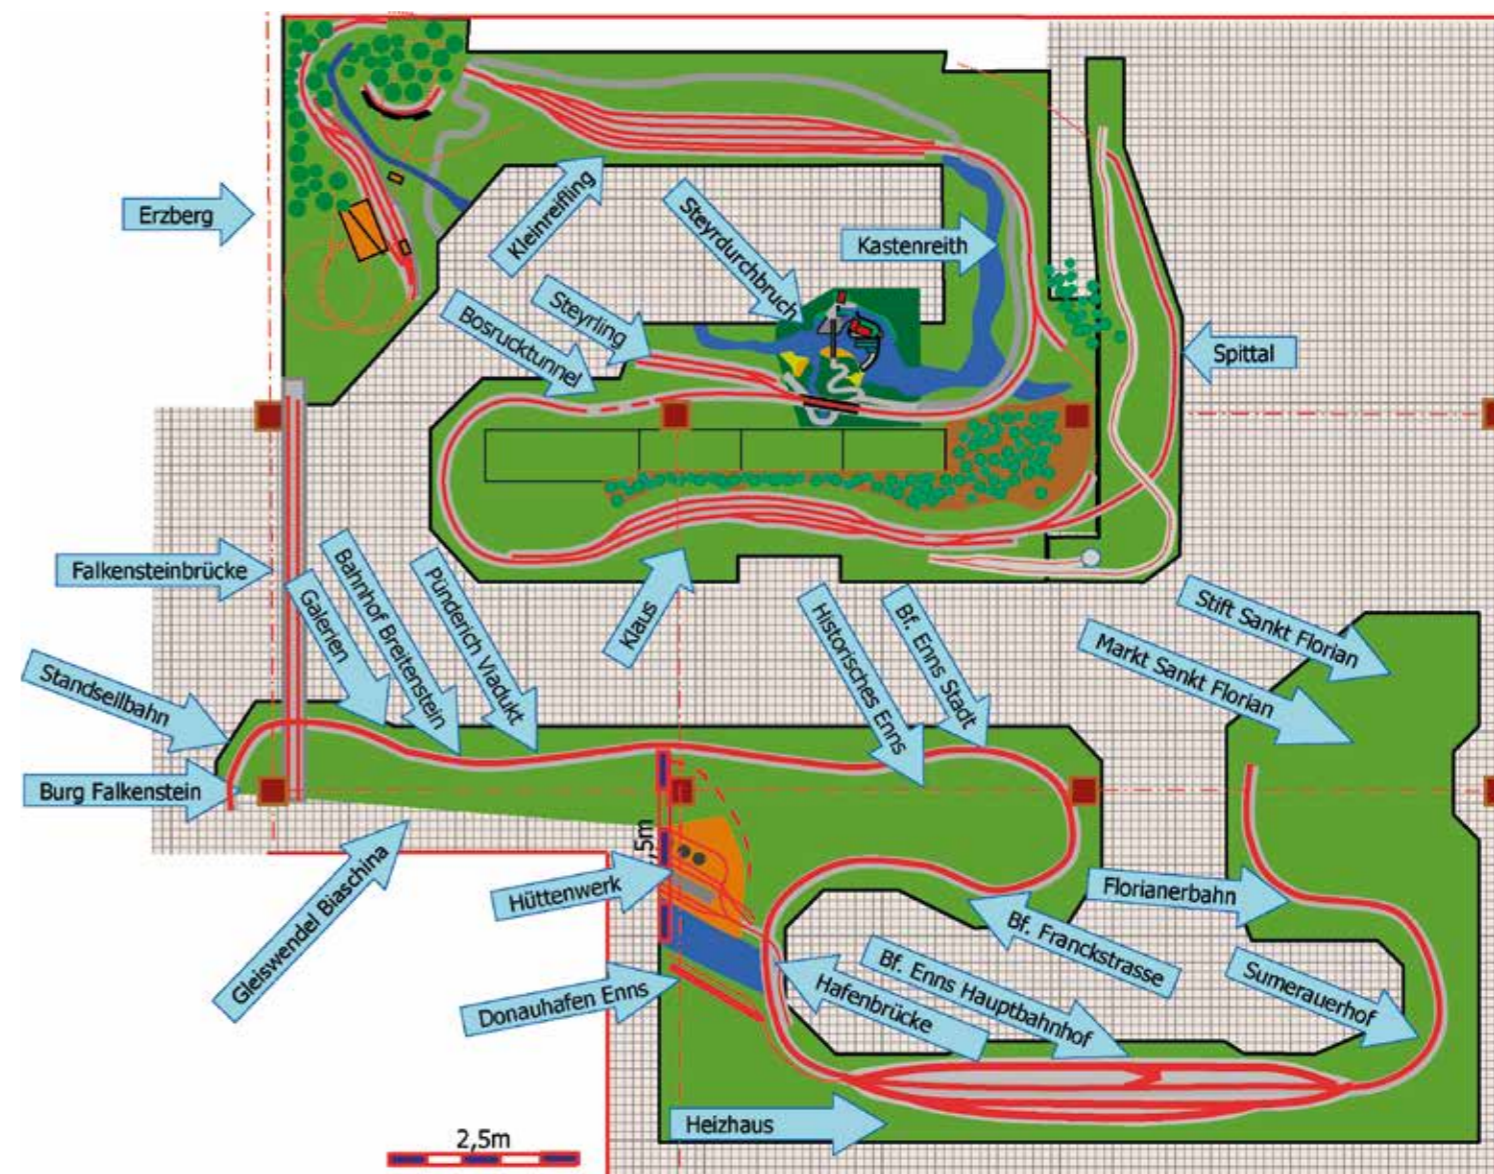 Erzberg
Kleinreifling
Steyrdurchbruch
Kastenreith
Steyrling
Bosrucktunnel
Spittal
Falkensteinbrücke
Galerien
Bahnhof Breitenstein
Pünderich Viadukt
Klaus
Historisches Enns
Bf. Enns Stadt
Stift Sankt Florian
Markt Sankt Florian
Standseilbahn
Burg Falkenstein
Gleiswendel Biaschina
,5m
Hüttenwerk
Donauhafen Enns
Hafenbrücke
Bf. Enns Hauptbahnhof
Bf. Franckstrasse
Florianerbahn
Sumerauerhof
Heizhaus
2,5m